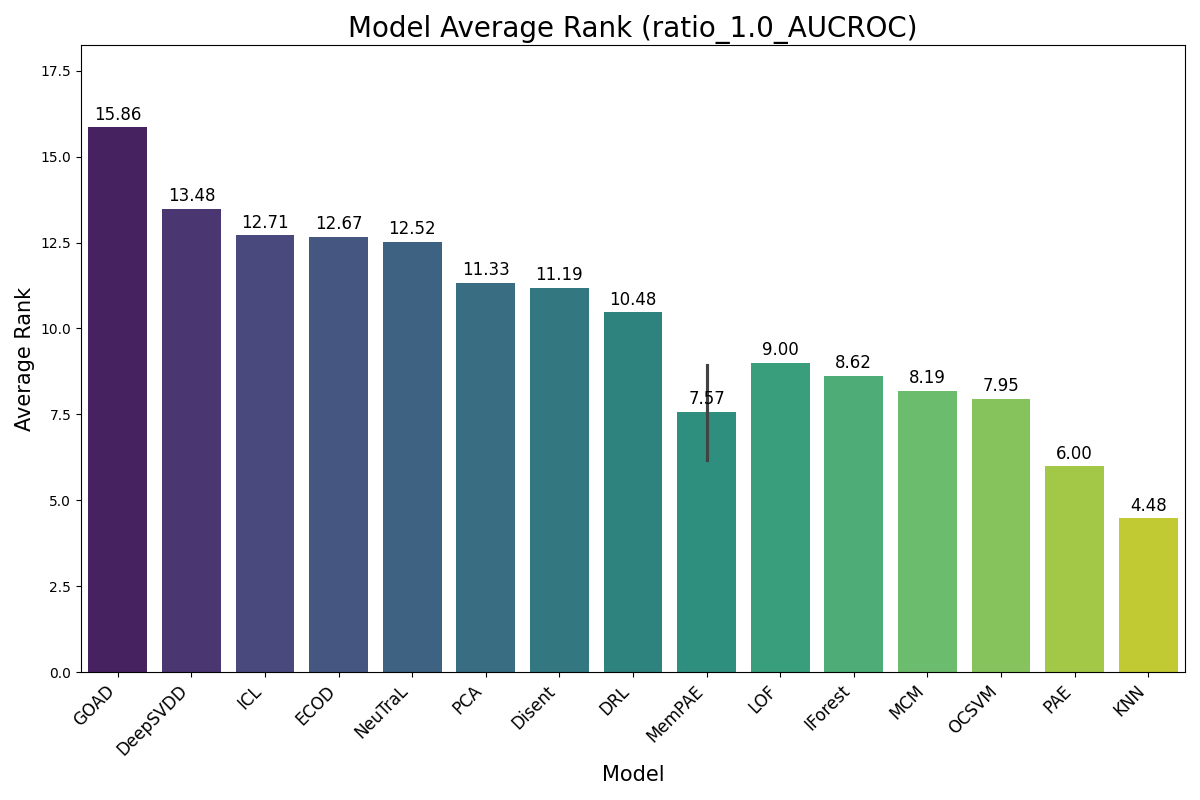 Model Average Rank (ratio_1.0_AUCROC)
Average Rank
17.5
15.0
12.5
10.0
7.5
5.0
2.5
0.0
15.86
13.48
12.71
12.67
12.52
11.33
11.19
10.48
7.57
9.00
8.62
8.19
7.95
6.00
4.48
GOAD
DeepSVDD
ICL
ECOD
NeuTraL
PCA
Disent
DRL
MemPAE
LOF
IForest
MCM
OCSVM
PAE
KNN
Model